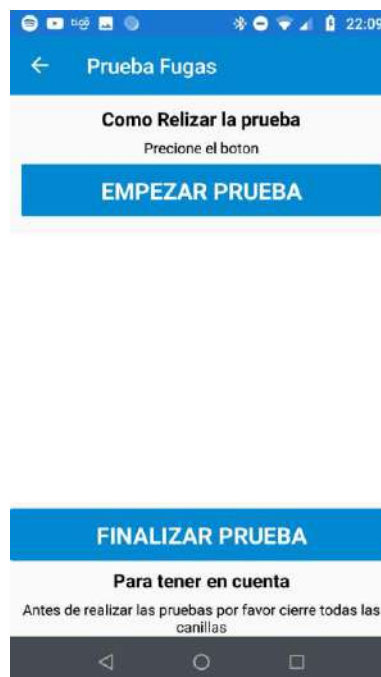 tigo 22:09
Prueba Fugas
Como Relizar la prueba
Precione el boton
EMPEZAR PRUEBA
FINALIZAR PRUEBA
Para tener en cuenta
Antes de realizar las pruebas por favor cierre todas las
canillas